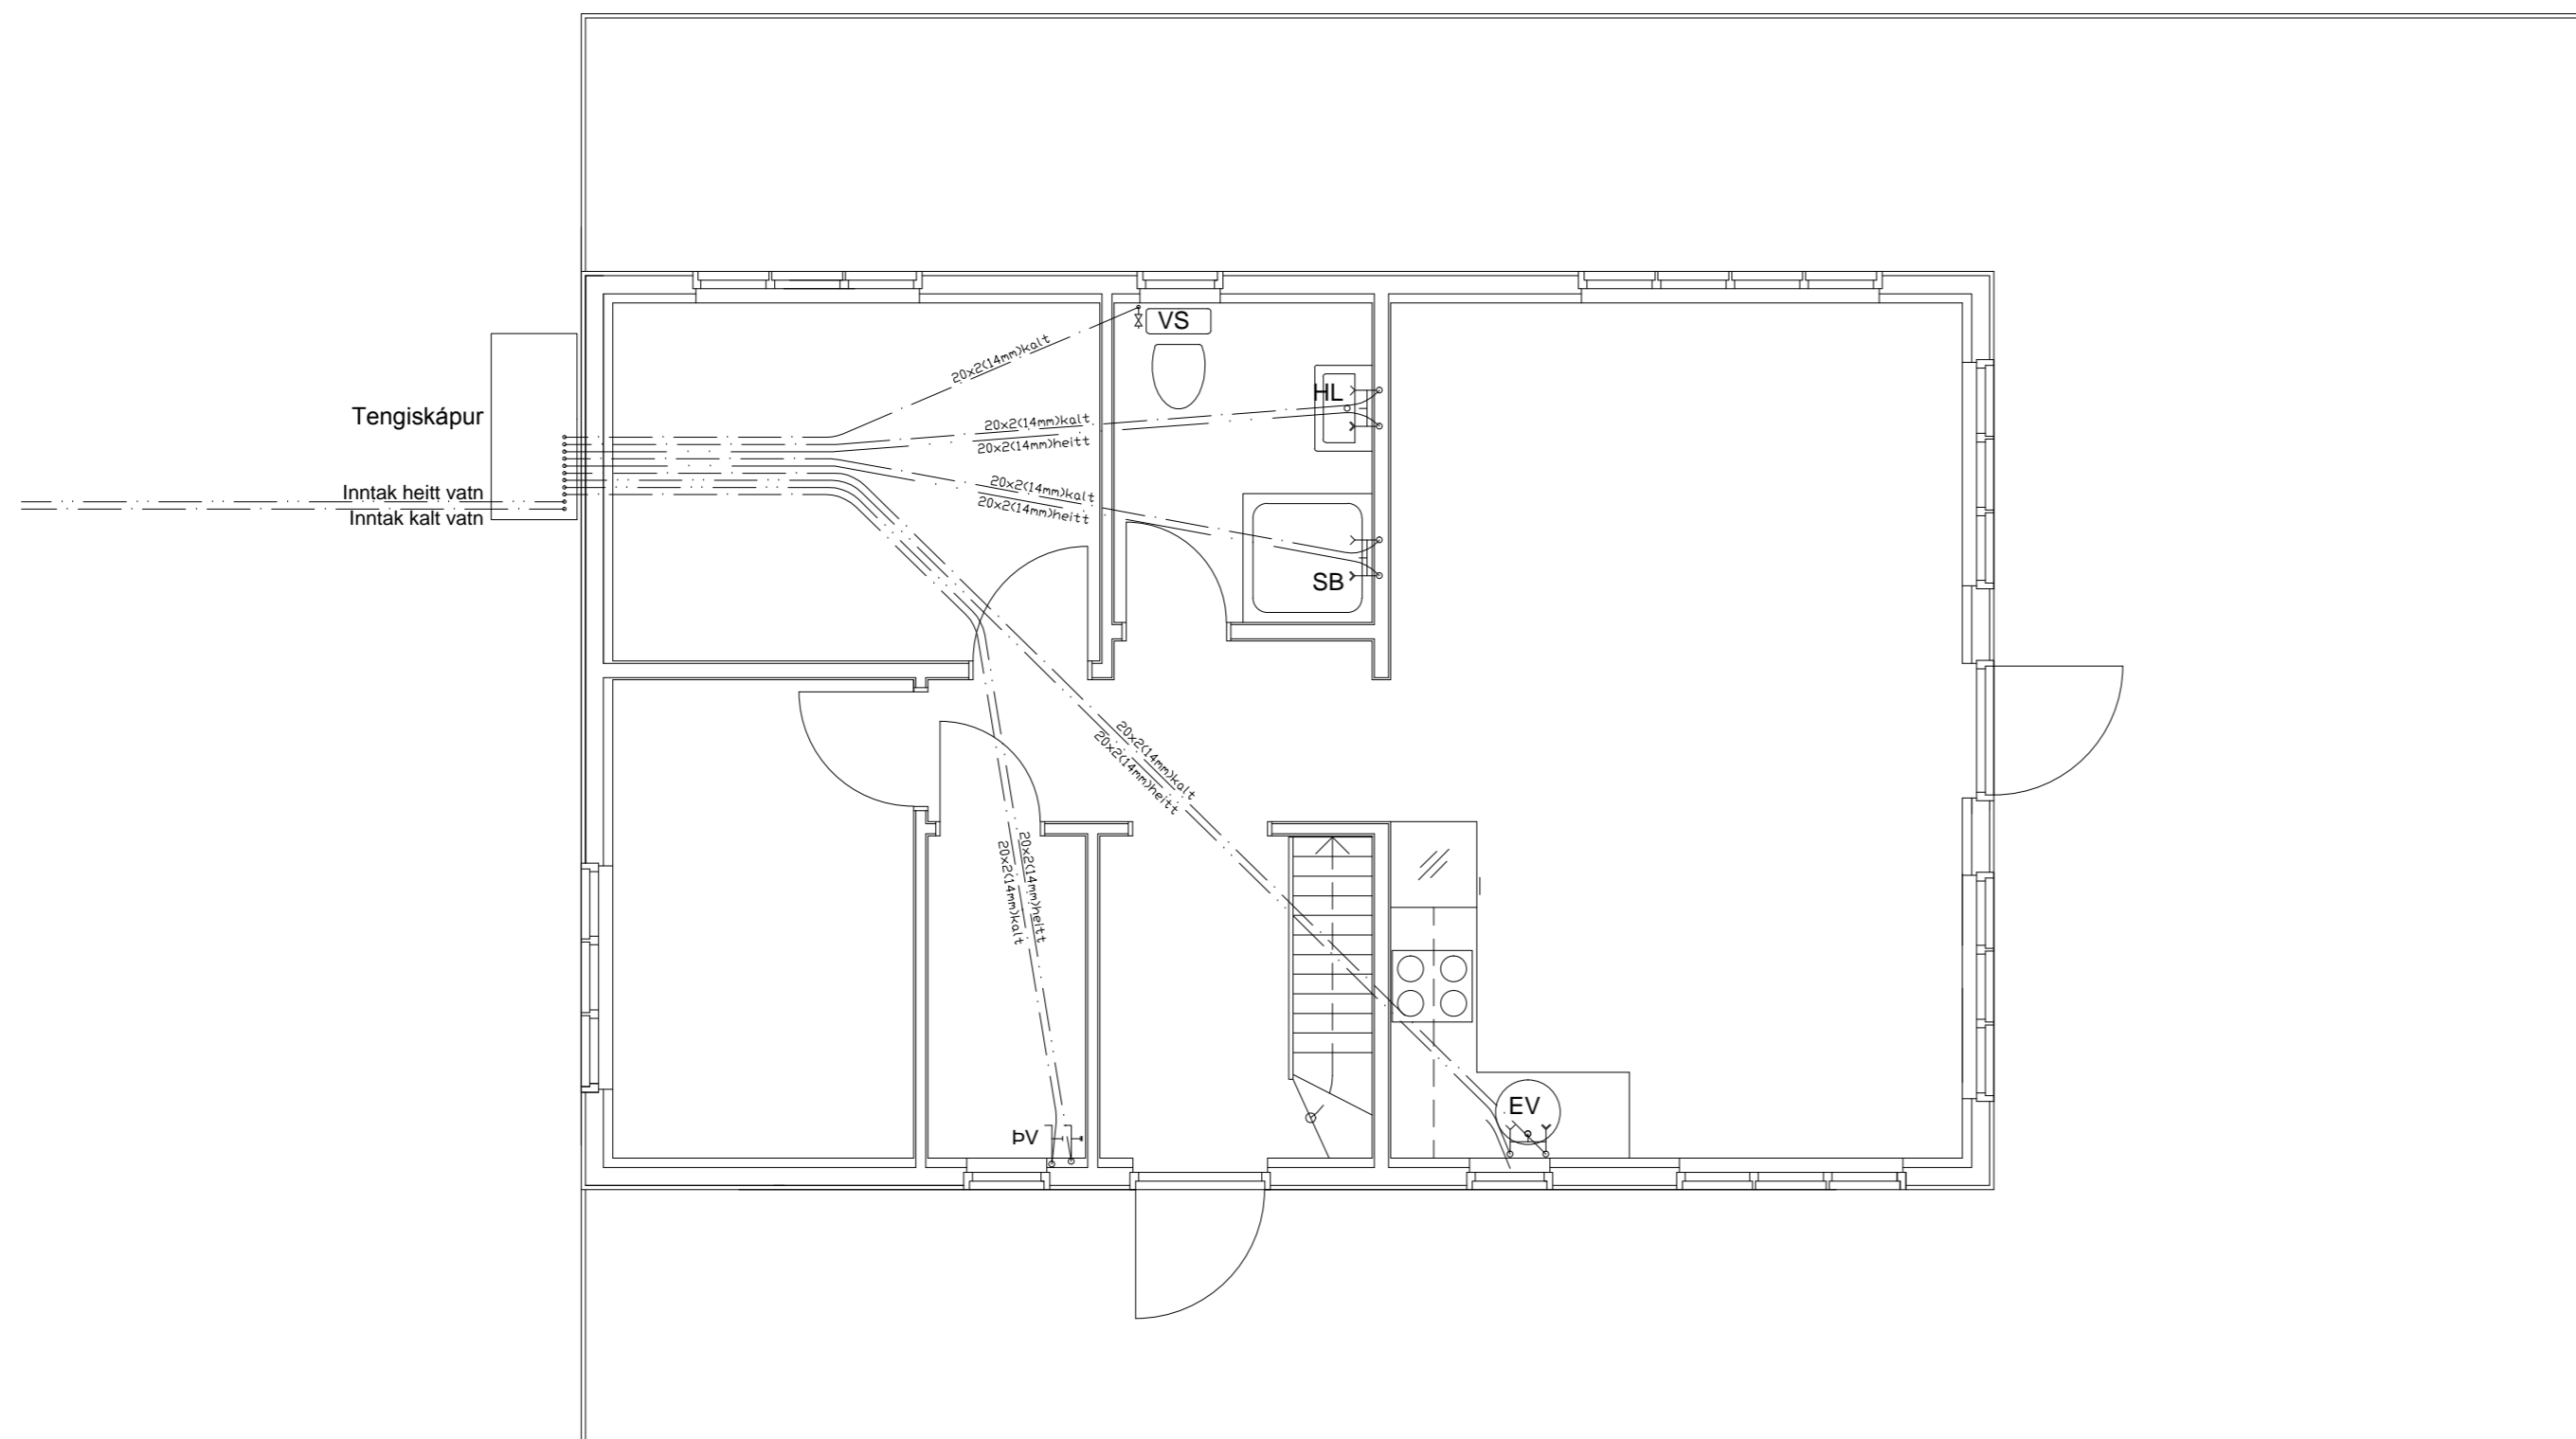 VS
20x2(14mm)kalt
HL
Tengiskápur
20x2(14mm)kalt
20x2(14mm)heitt
Inntak heitt vatn
20x2(14mm)kalt
20x2(14mm)heitt
Inntak kalt vatn
SB
20x2(14mm)kalt
20x2(14mm)heitt
20x2(14mm)heitt
20x2(14mm)kalt
EV
ÞV